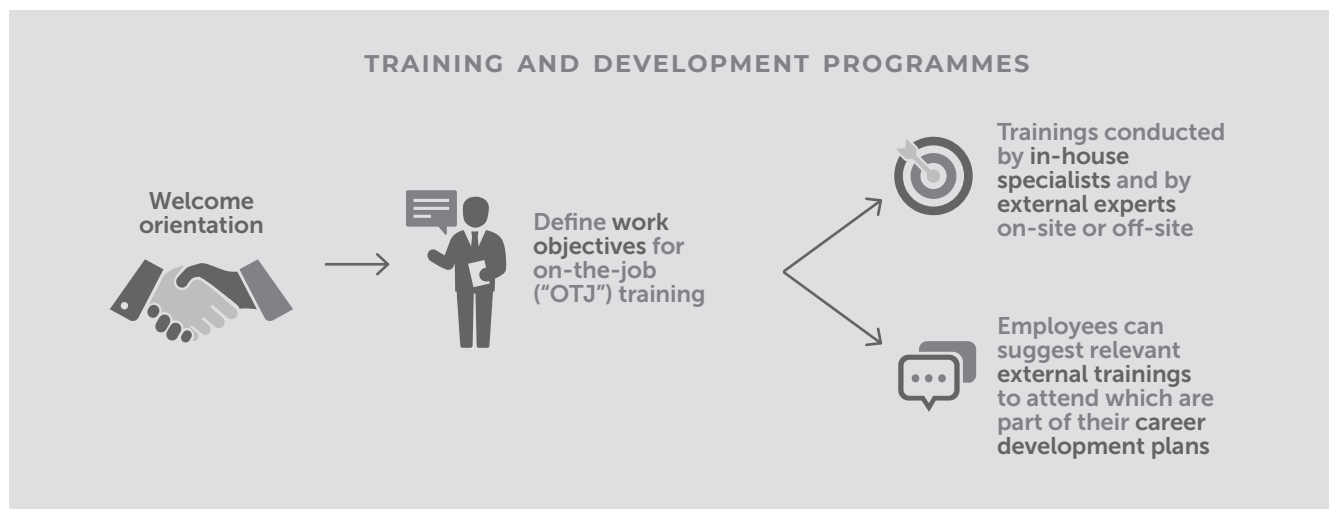 TRAINING AND DEVELOPMENT PROGRAMMES
Welcome
orientation
Define work
objectives for
on-the-job
(“OTJ”) training
Trainings conducted
by in-house
specialists and by
external experts
on-site or off-site
Employees can
suggest relevant
external trainings
to attend which are
part of their career
development plans